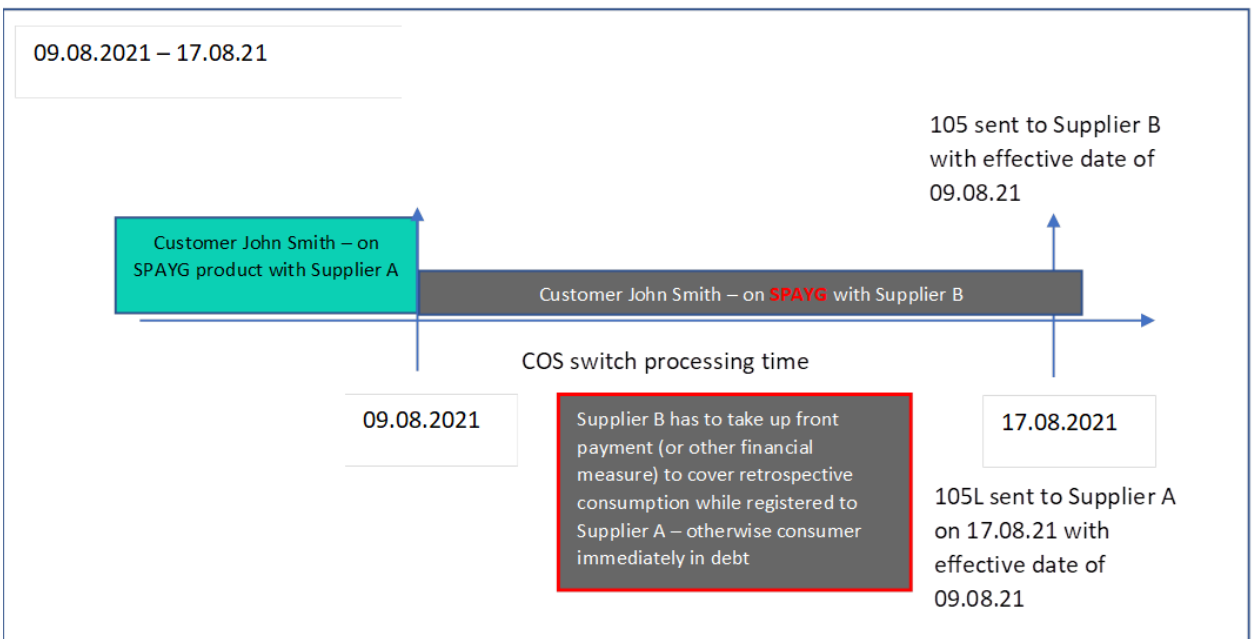 09.08.2021 – 17.08.21
105 sent to Supplier B
with effective date of
09.08.21
Customer John Smith – on
SPAYG product with Supplier A
Customer John Smith – on SPAYG with Supplier B
COS switch processing time
09.08.2021
Supplier B has to take up front
payment (or other financial
measure) to cover retrospective
consumption while registered to
Supplier A – otherwise consumer
immediately in debt
17.08.2021
105L sent to Supplier A
on 17.08.21 with
effective date of
09.08.21